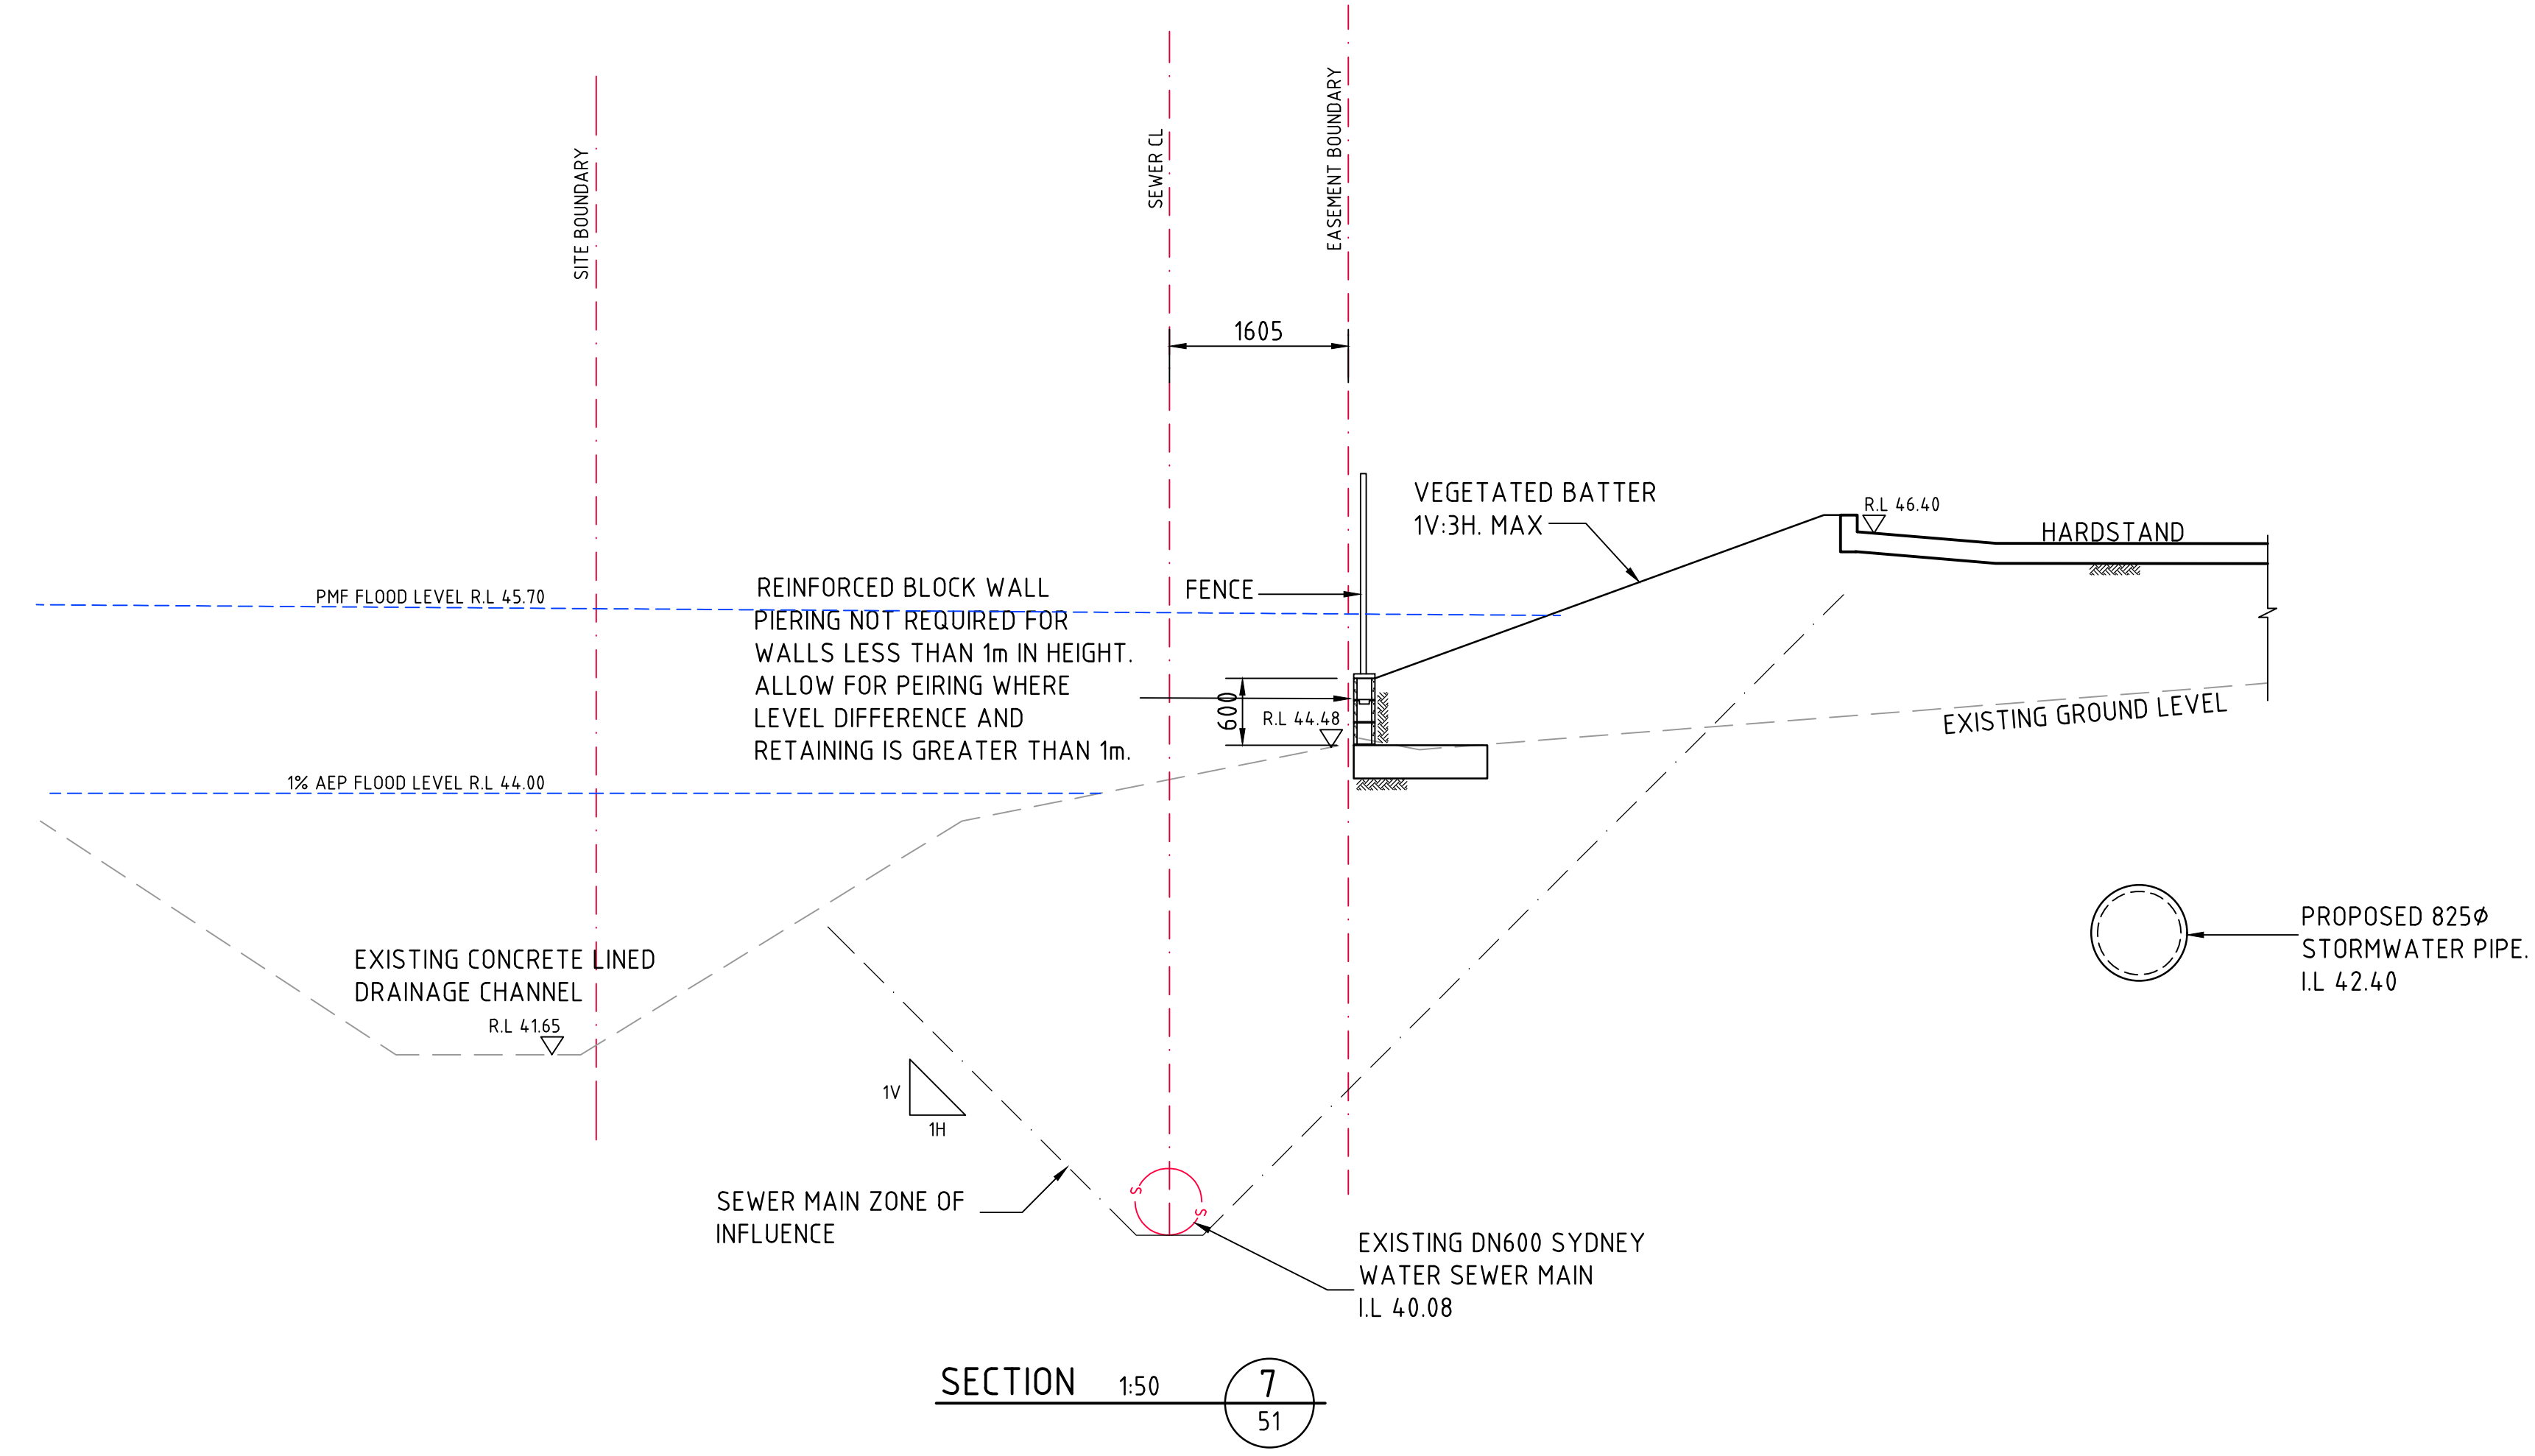 SITE BOUNDARY
SEWER CL
EASEMENT BOUNDARY
1605
VEGETATED BATTER
1V:3H. MAX
R.L 46.40
HARDSTAND
PMF FLOOD LEVEL R.L 45.70
REINFORCED BLOCK WALL
PIERING NOT REQUIRED FOR
WALLS LESS THAN 1m IN HEIGHT.
ALLOW FOR PEIRING WHERE
LEVEL DIFFERENCE AND
RETAINING IS GREATER THAN 1m.
FENCE
600
R.L 44.48
EXISTING GROUND LEVEL
1% AEP FLOOD LEVEL R.L 44.00
EXISTING CONCRETE LINED
DRAINAGE CHANNEL
R.L 41.65
PROPOSED 825Ø
STORMWATER PIPE.
I.L 42.40
1V
1H
SEWER MAIN ZONE OF
INFLUENCE
S
S
EXISTING DN600 SYDNEY
WATER SEWER MAIN
I.L 40.08
SECTION 1:50
7
51